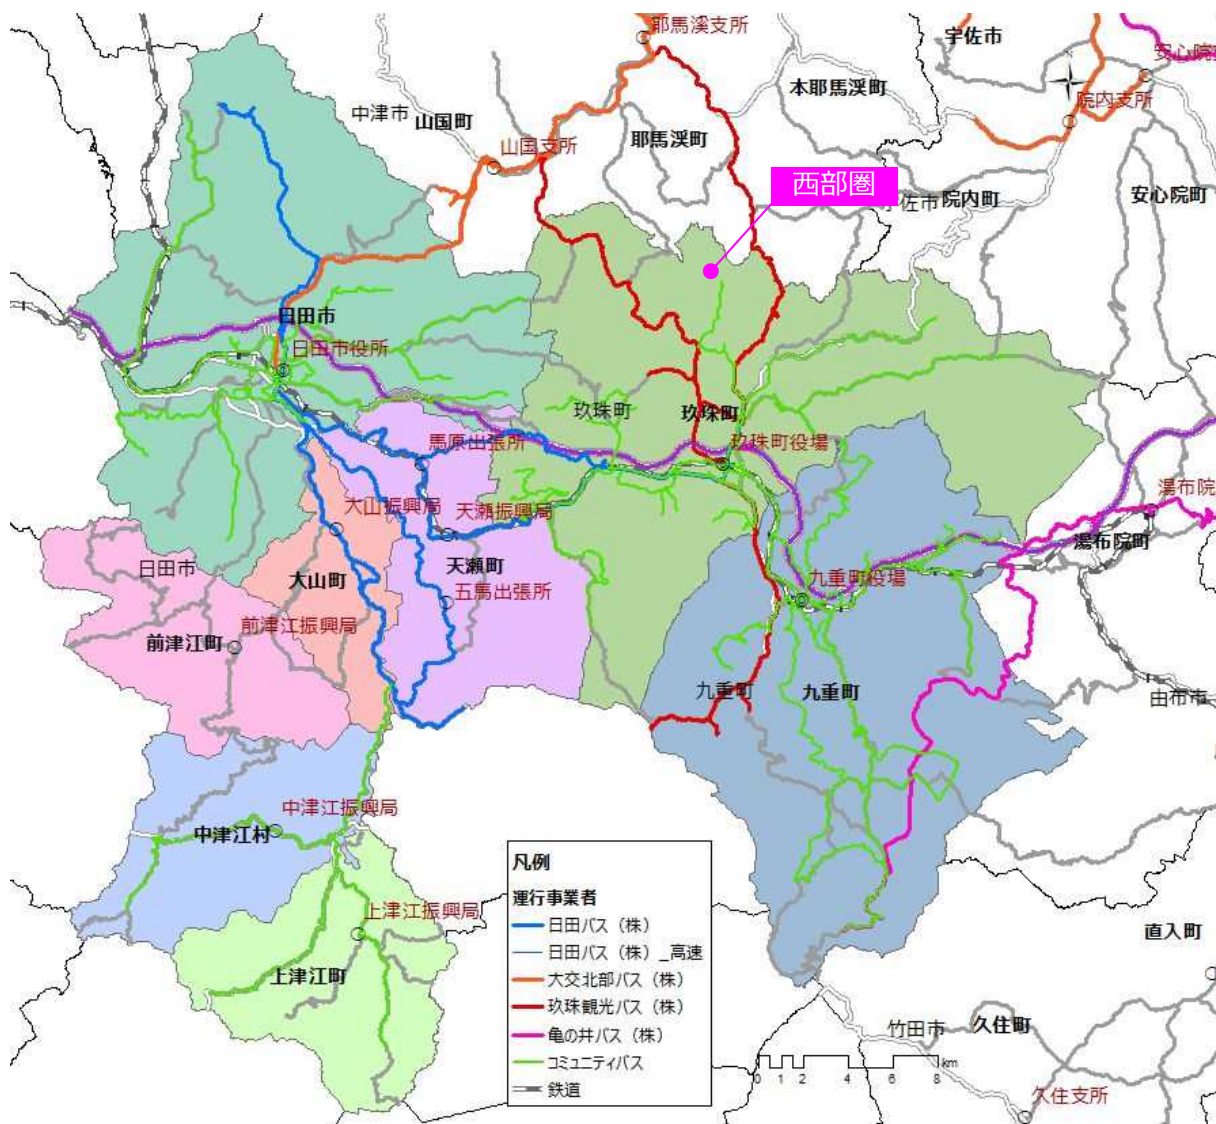 耶馬溪支所
宇佐市
安心院
本耶馬渓町
院内支所
中津市
山国町
耶馬渓町
山国支所
西部圏
宇佐市
院内町
安心院町
日田市
日田市役所
玖珠町
玖珠町
馬原出張所
玖珠町役場
湯布院
大山振興局
天瀬振興局
湯布院町
日田市
大山町
天瀬町
五馬出張所
九重町役場
前津江町
前津江振興局
九重町
九重町
由布市
中津江振興局
中津江村
上津江振興局
上津江町
直入町
竹田市
久住町
久住支所
凡例
運行事業者
日田バス（株）
日田バス（株）_高速
大交北部バス（株）
玖珠観光バス（株）
亀の井バス（株）
コミュニティバス
鉄道
0 1 2 4 6 8 km